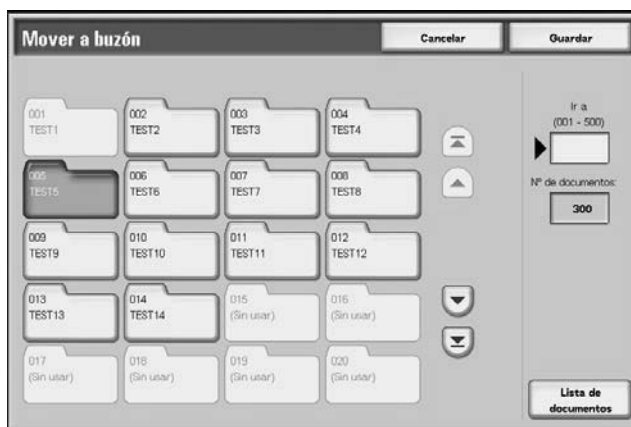 Mover a buzón
Cancelar
Guardar
001
TEST1
002
TEST2
003
TEST3
004
TEST4
005
TEST5
006
TEST6
007
TEST7
008
TEST8
009
TEST9
010
TEST10
011
TEST11
012
TEST12
013
TEST13
014
TEST14
015
(Sin usar)
016
(Sin usar)
017
(Sin usar)
018
(Sin usar)
019
(Sin usar)
020
(Sin usar)
Ir a
(001 - 500)
Nº de documentos:
300
Lista de
documentos